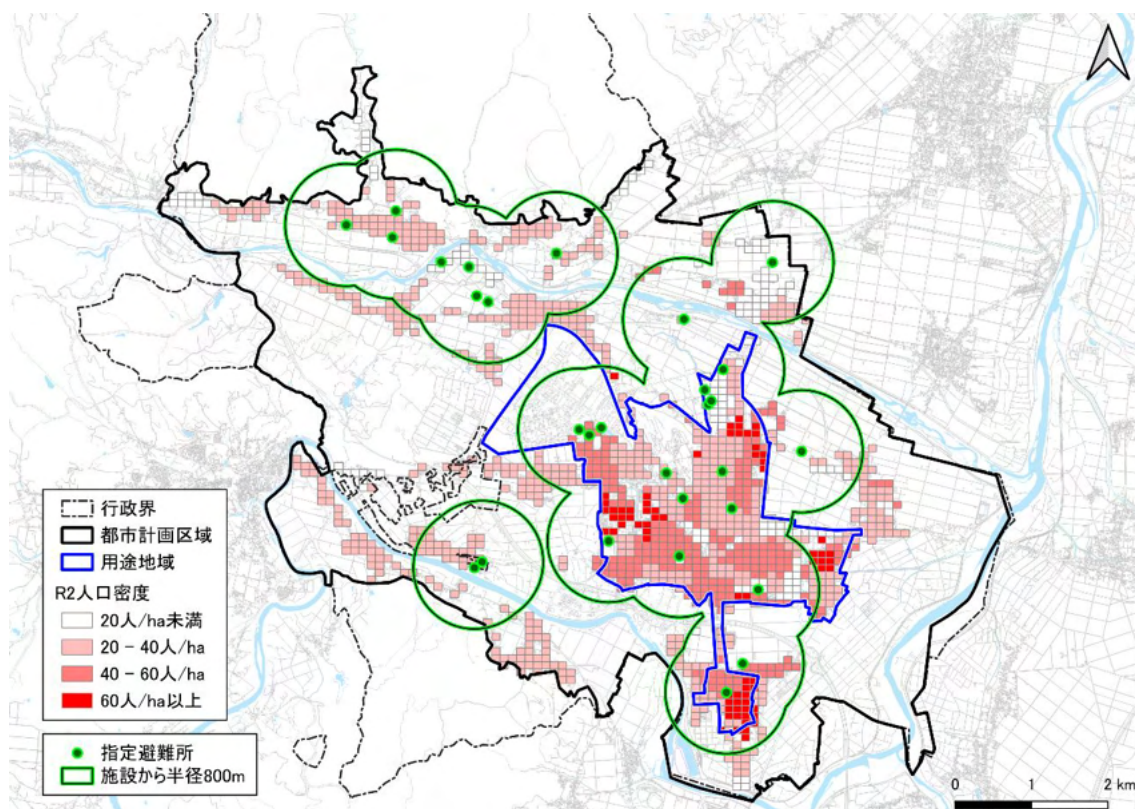 行政界
都市計画区域
用途地域
R2人口密度
20人/ha未満
20 - 40人/ha
40 - 60人/ha
60人/ha以上
指定避難所
施設から半径800m
0 1 2 km